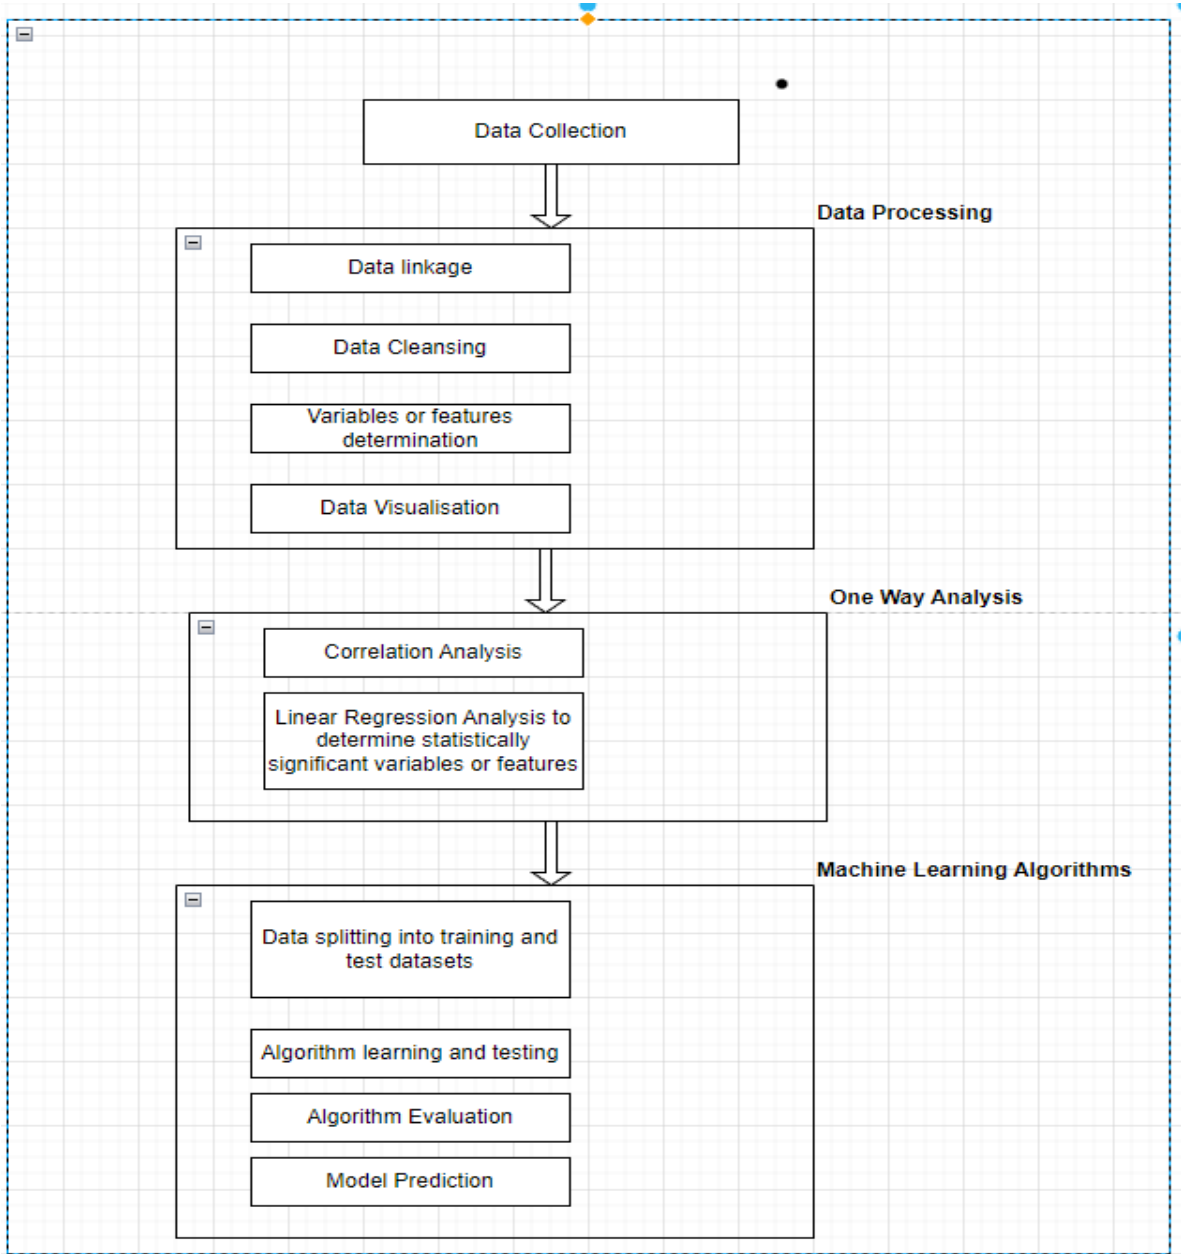 Data Collection
Data Processing
Data linkage
Data Cleansing
Variables or features
determination
Data Visualisation
One Way Analysis
Correlation Analysis
Linear Regression Analysis to
determine statistically
significant variables or features
Machine Learning Algorithms
Data splitting into training and
test datasets
Algorithm learning and testing
Algorithm Evaluation
Model Prediction